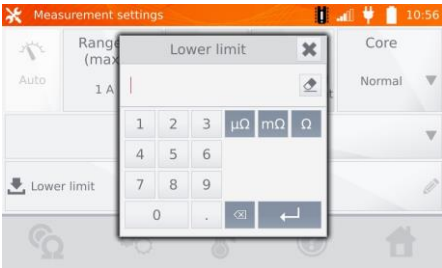 Measurement settings 10:56
Range Lower limit Core
(max
Auto 1 A Normal
1 2 3 μΩ mΩ Ω
4 5 6
Lower limit 7 8 9
0 .